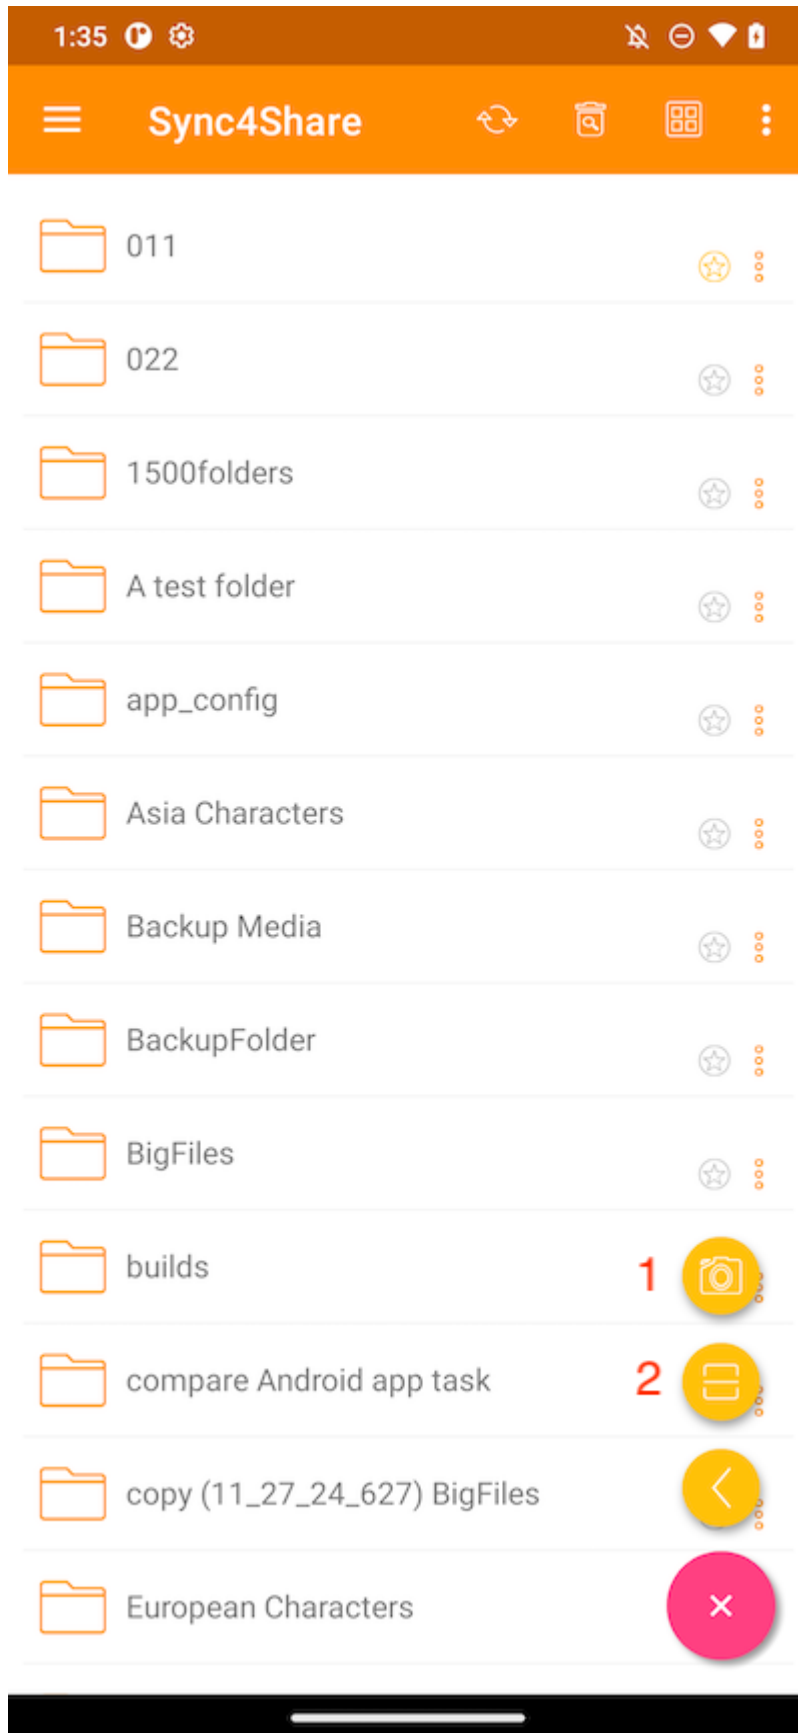 1:35
Sync4Share
011
022
1500folders
A test folder
app_config
Asia Characters
Backup Media
BackupFolder
BigFiles
builds
1
compare Android app task
2
copy (11_27_24_627) BigFiles
European Characters